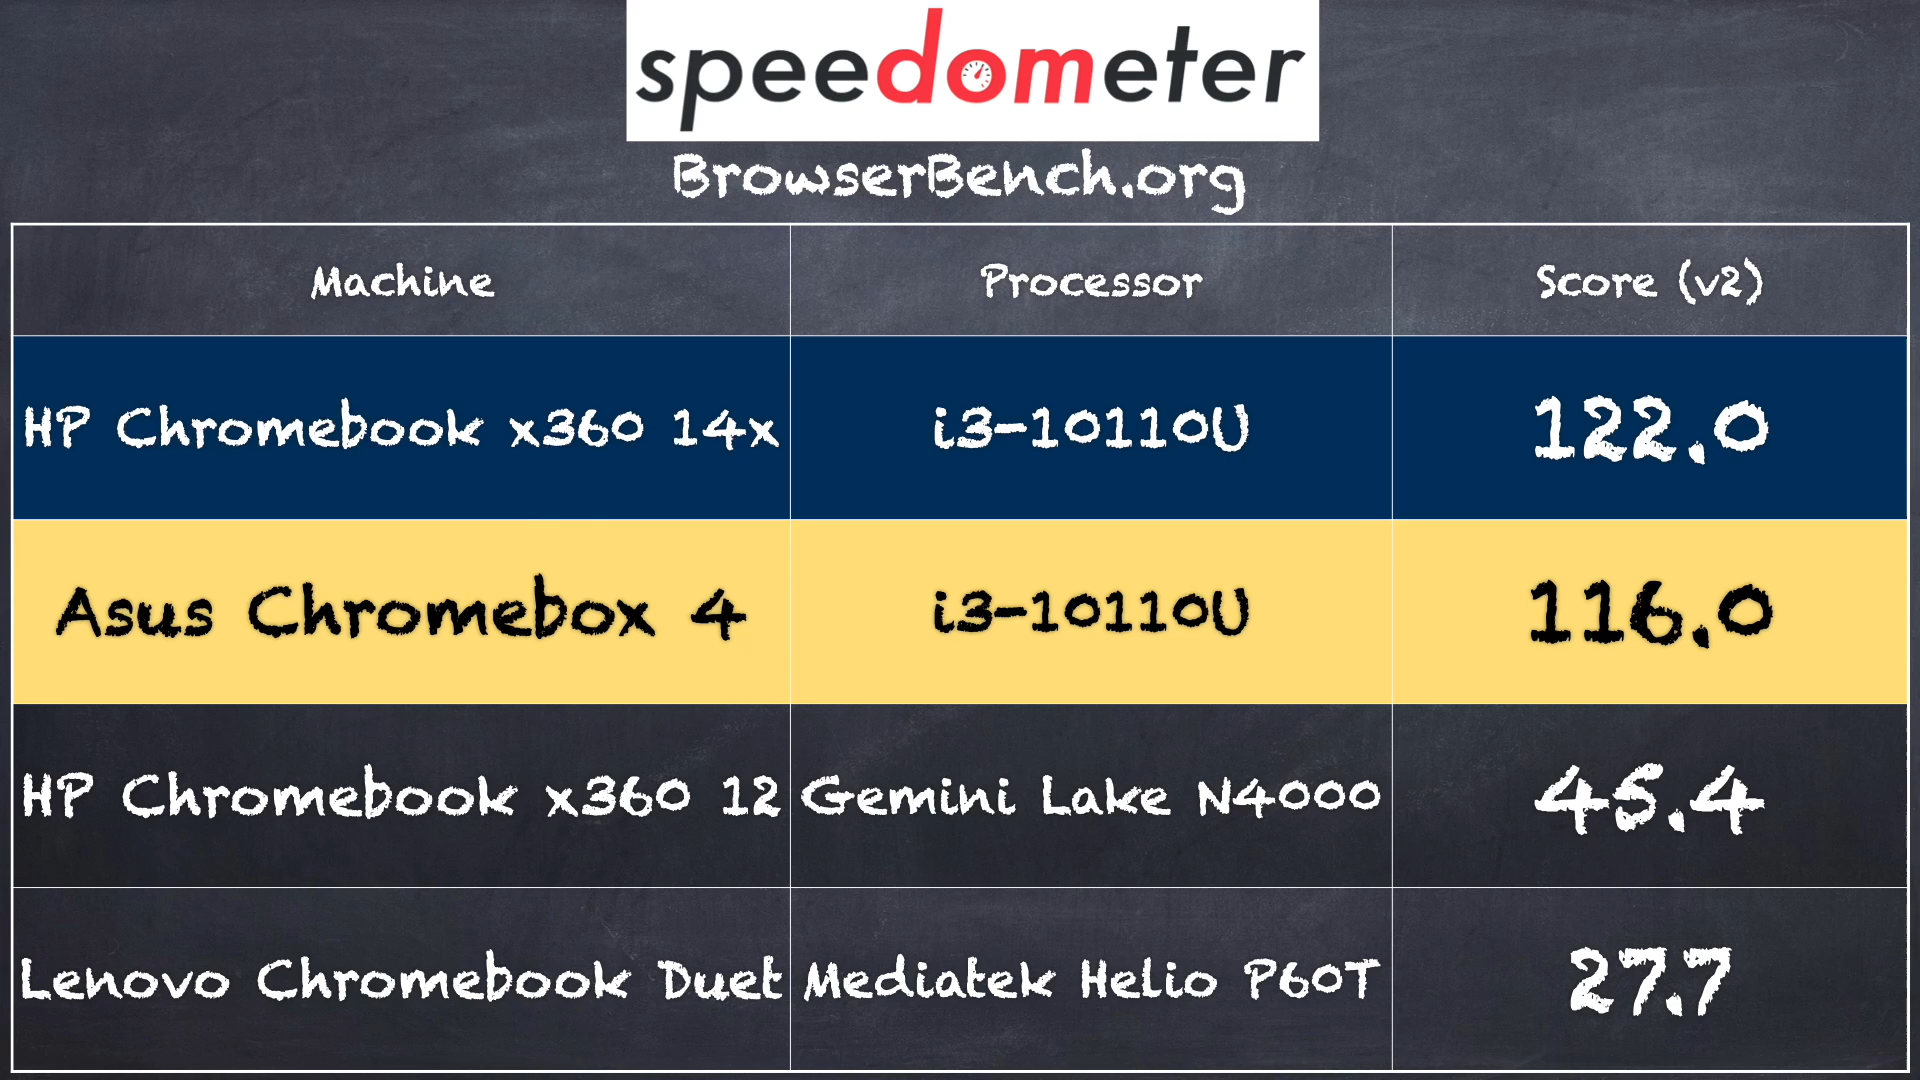 speedometer
BrowserBench.org
Machine Processor Score (v2)
HP Chromebook x360 14x i3-10110U 122.0
Asus Chromebox 4 i3-10110U 116.0
HP Chromebook x360 12 Gemini Lake N4000 45.4
Lenovo Chromebook Duet Mediatek Helio P60T 27.7